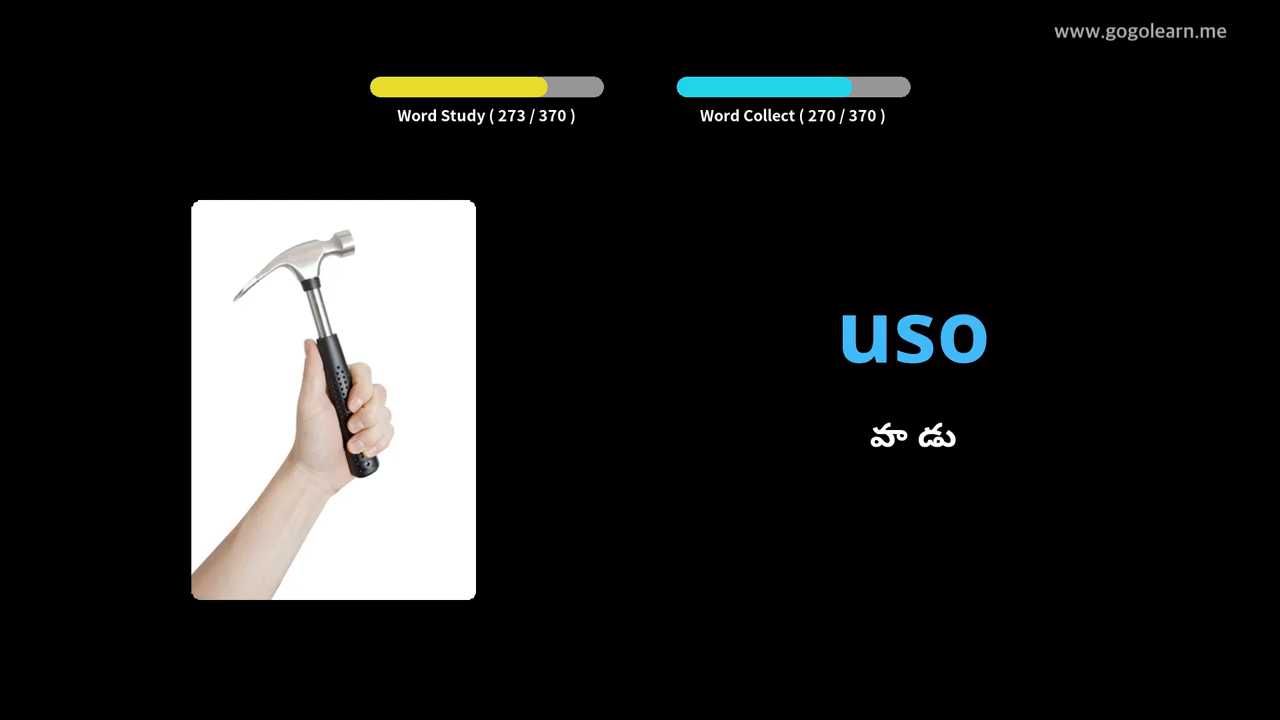 www.gogolearn.me
Word Study ( 273 / 370 )
Word Collect ( 270 / 370 )
uso
వా డు